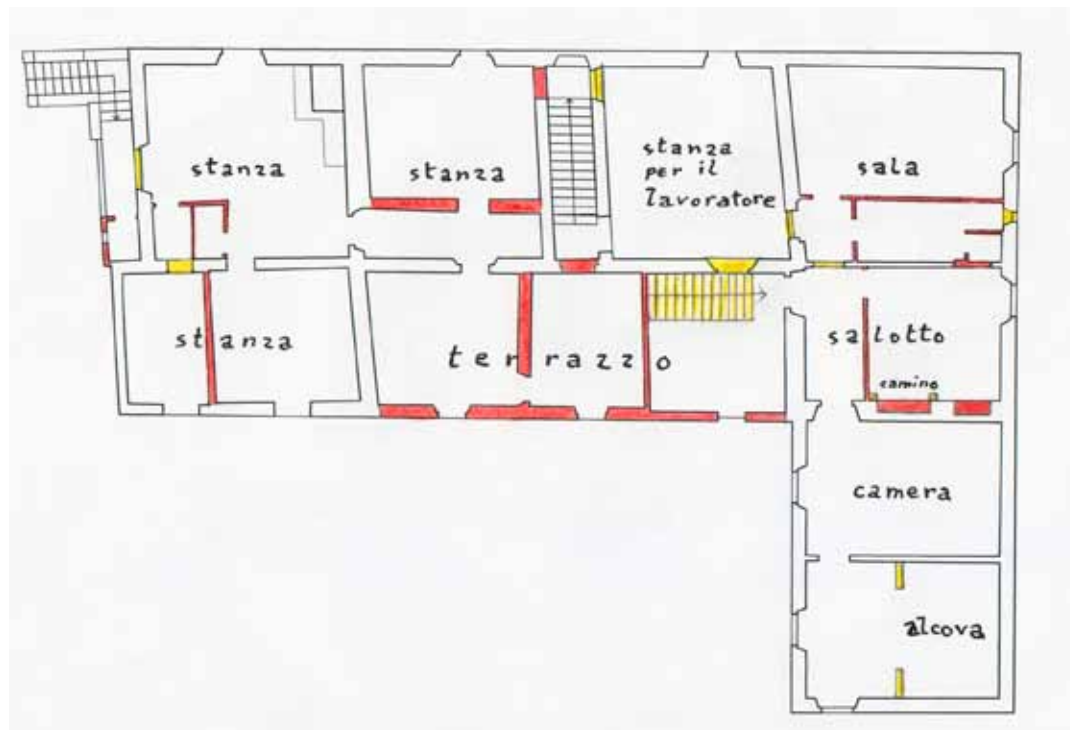 stanza
stanza
stanza
per il
lavoratore
sala
stanza
terrazzo
salotto
camino
camera
alcova